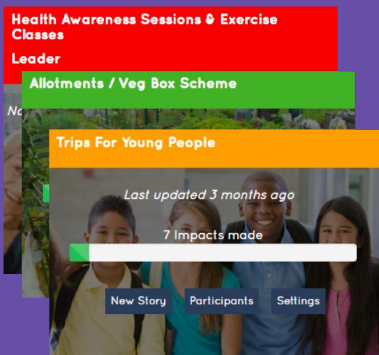 Health Awareness Sessions & Exercise
Classes
Leader
Allotments / Veg Box Scheme
No
Trips For Young People
Last updated 3 months ago
7 Impacts made
New Story
Participants
Settings